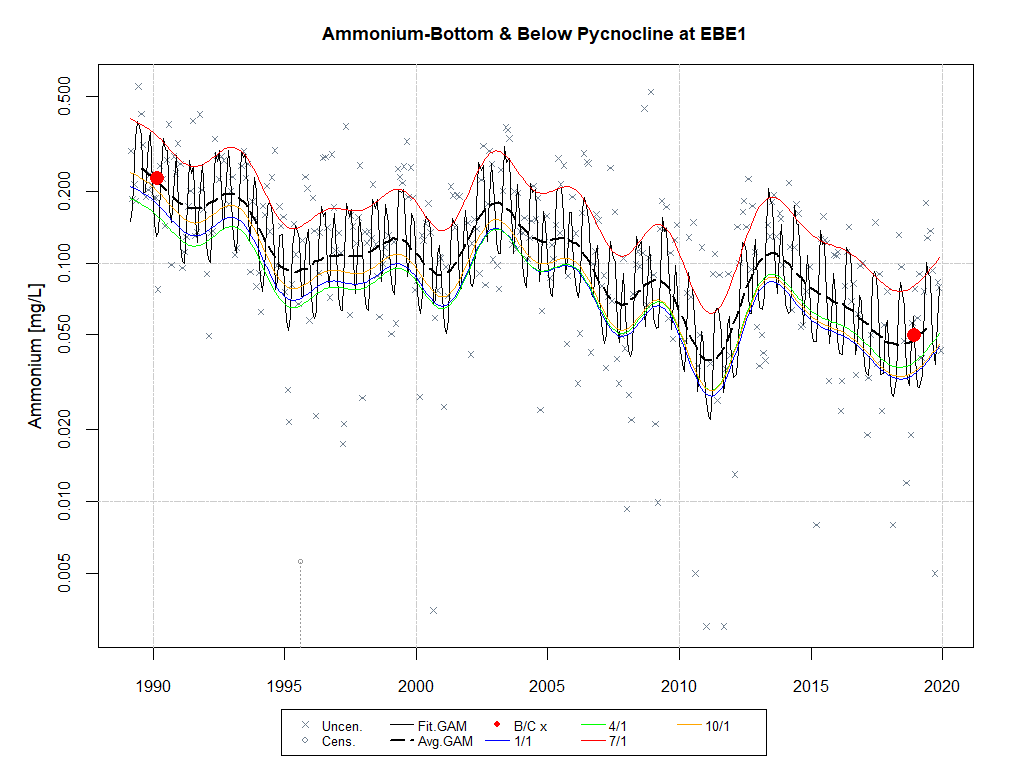 Ammonium-Bottom & Below Pycnocline at EBE1
Ammonium [mg/L]
0.500
0.200
0.100
0.050
0.020
0.010
0.005
1990 1995 2000 2005 2010 2015 2020
Uncen. Fit.GAM B/C x 4/1 10/1
Cens. Avg.GAM 1/1 7/1